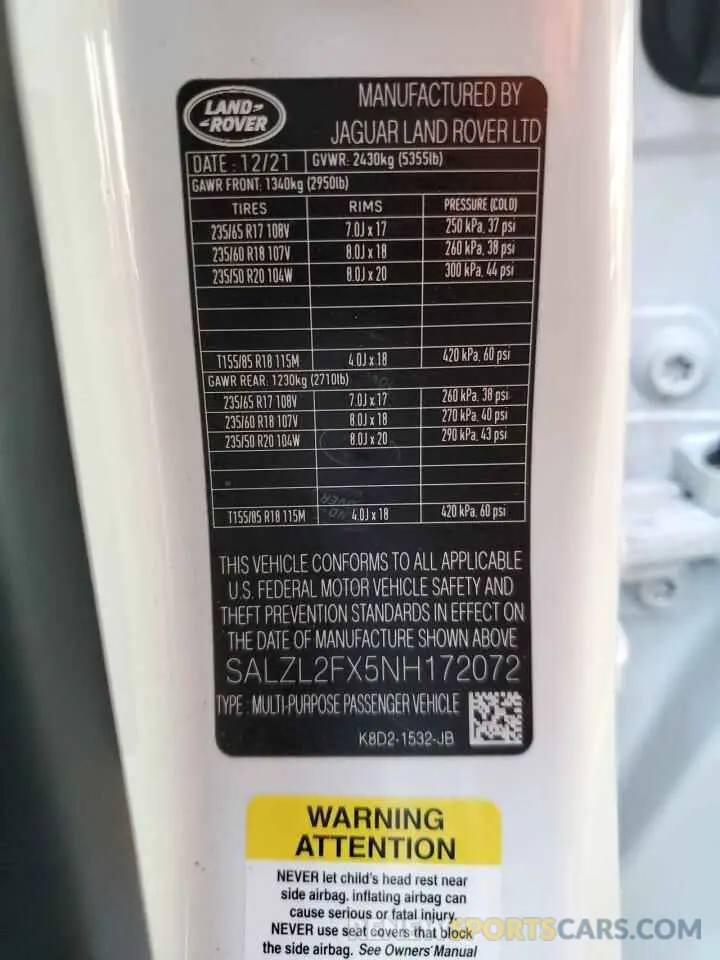 LAND-
-ROVER
MANUFACTURED BY
JAGUAR LAND ROVER LTD
DATE : 12/21 GVWR: 2430kg (5355lb)
GAWR FRONT: 1340kg (2950lb)
TIRES RIMS PRESSURE (COLD)
235/65 R17 108V 7.0J x 17 250 kPa, 37 psi
235/60 R18 107V 8.0J x 18 260 kPa, 38 psi
235/50 R20 104W 8.0J x 20 300 kPa, 44 psi
T155/85 R18 115M 4.0J x 18 420 kPa, 60 psi
GAWR REAR: 1230kg (2710lb)
235/65 R17 108V 7.0J x 17 260 kPa, 38 psi
235/60 R18 107V 8.0J x 18 270 kPa, 40 psi
235/50 R20 104W 8.0J x 20 290 kPa, 43 psi
T155/85 R18 115M 4.0J x 18 420 kPa, 60 psi
THIS VEHICLE CONFORMS TO ALL APPLICABLE
U.S. FEDERAL MOTOR VEHICLE SAFETY AND
THEFT PREVENTION STANDARDS IN EFFECT ON
THE DATE OF MANUFACTURE SHOWN ABOVE
SALZL2FX5NH172072
TYPE : MULTI-PURPOSE PASSENGER VEHICLE
K8D2-1532-JB
WARNING
ATTENTION
NEVER let child's head rest near
side airbag. inflating airbag can
cause serious or fatal injury.
NEVER use seat covers that block
the side airbag. See Owners' Manual
SPORTSCARS.COM